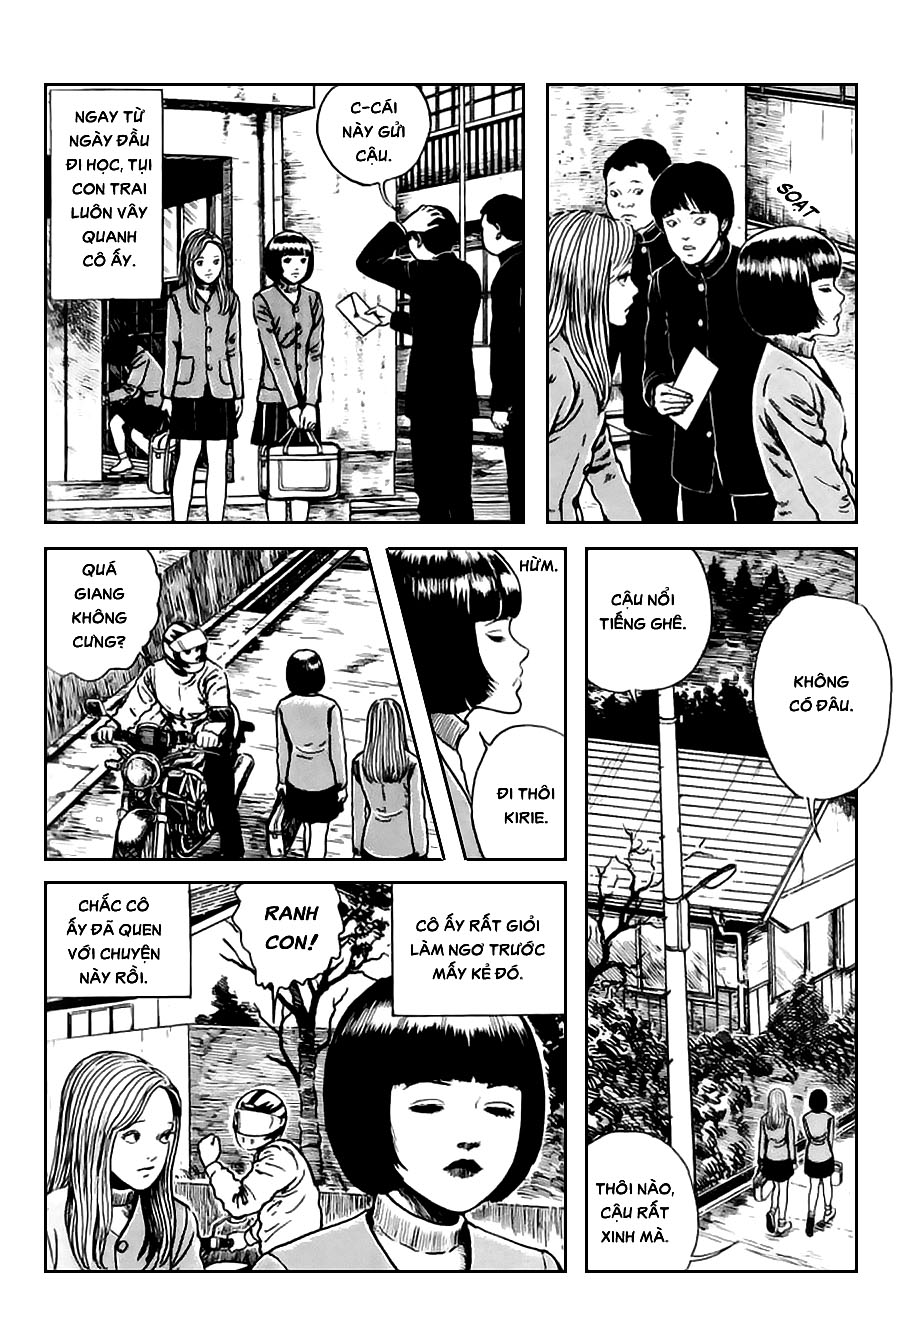 NGAY TỪ
NGÀY ĐẦU
ĐI HỌC, TỤI
CON TRAI
LUÔN VÂY
QUANH
CÔ ẤY.
C-CÁI
NÀY GỬI
CẬU.
SOẠT
QUÁ
GIANG
KHÔNG
CƯNG?
HỪM.
ĐI THÔI
KIRIE.
CẬU NỔI
TIẾNG GHÊ.
KHÔNG
CÓ ĐÂU.
THÔI NÀO,
CẬU RẤT
XINH MÀ.
CHẮC CÔ
ẤY ĐÃ QUEN
VỚI CHUYỆN
NÀY RỒI.
RANH
CON!
CÔ ẤY RẤT GIỎI
LÀM NGƠ TRƯỚC
MẤY KẺ ĐÓ.